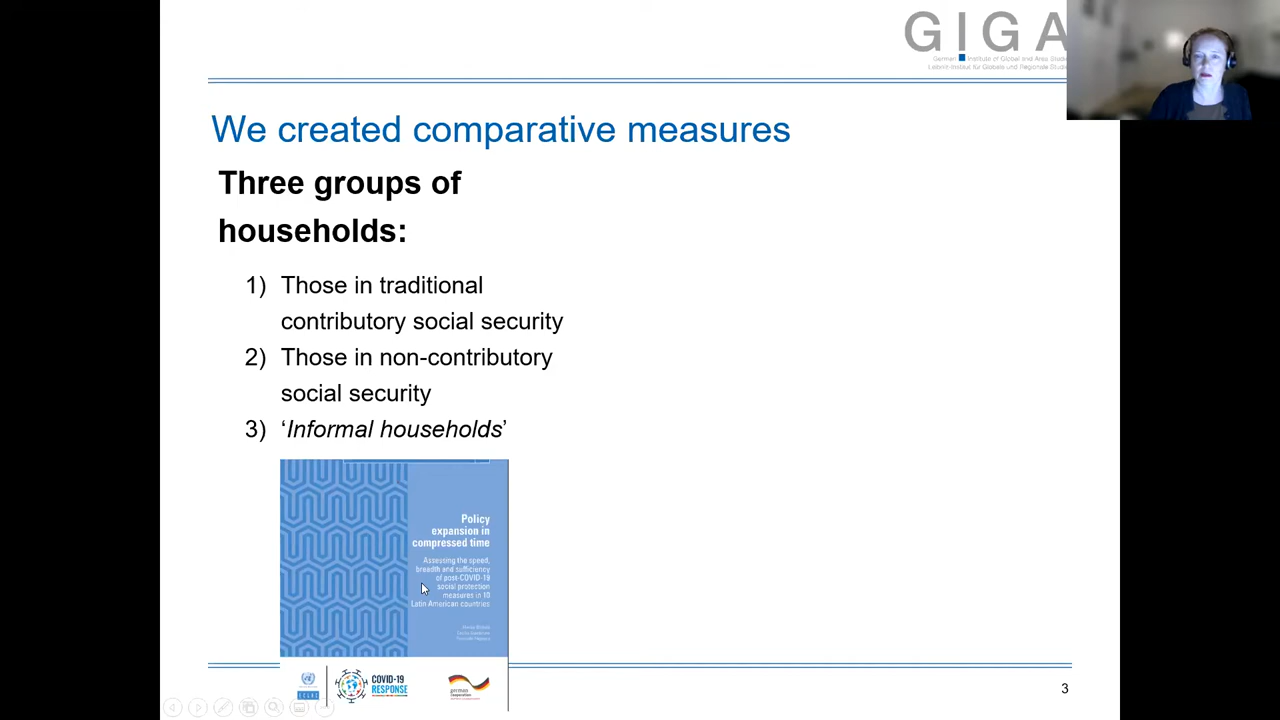 GIGA
German Institute of Global and Area Studies
Leibniz-Institut für Globale und Regionale Studien
We created comparative measures
Three groups of
households:
1) Those in traditional
contributory social security
2) Those in non-contributory
social security
3) ‘Informal households’
Policy
expansion in
compressed time
Assessing the speed,
breadth and sufficiency
of post-COVID-19
social protection
measures in 10
Latin American countries
ECLAC
COVID-19
RESPONSE
german
cooperation
3